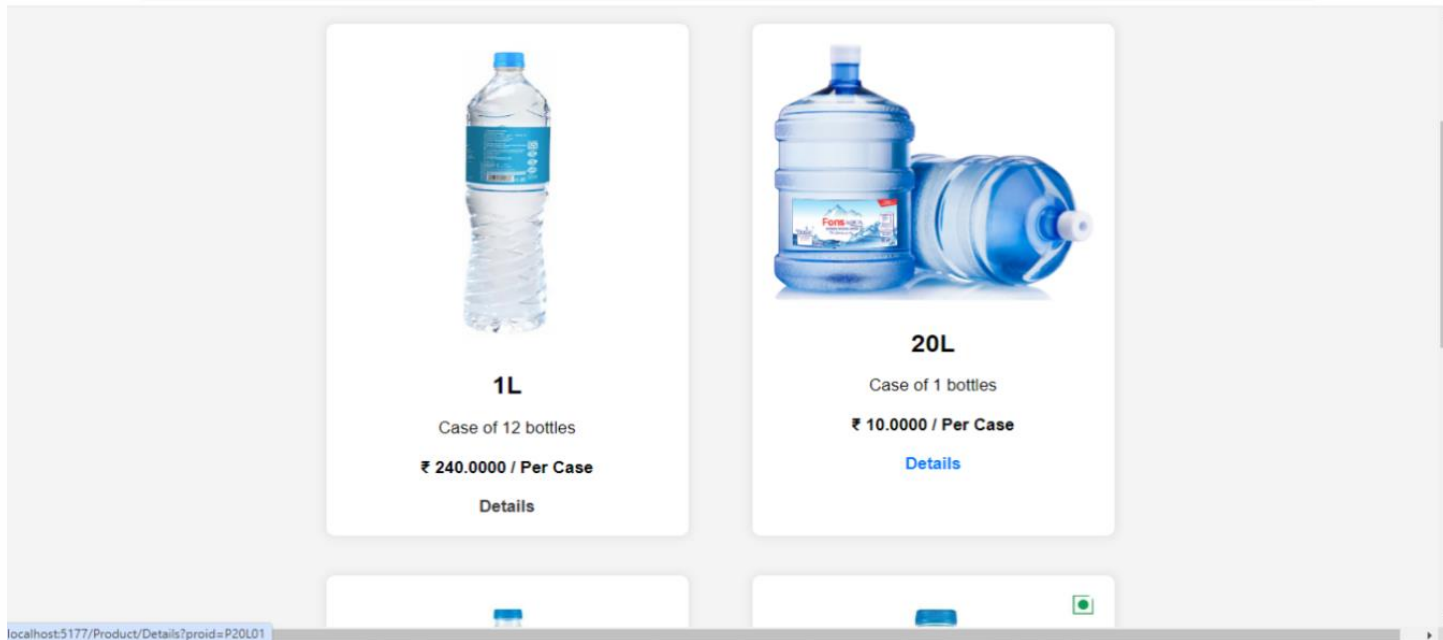 Fons
1L
Case of 12 bottles
₹ 240.0000 / Per Case
Details
20L
Case of 1 bottles
₹ 10.0000 / Per Case
Details
localhost:5177/Product/Details?proid=P20L01